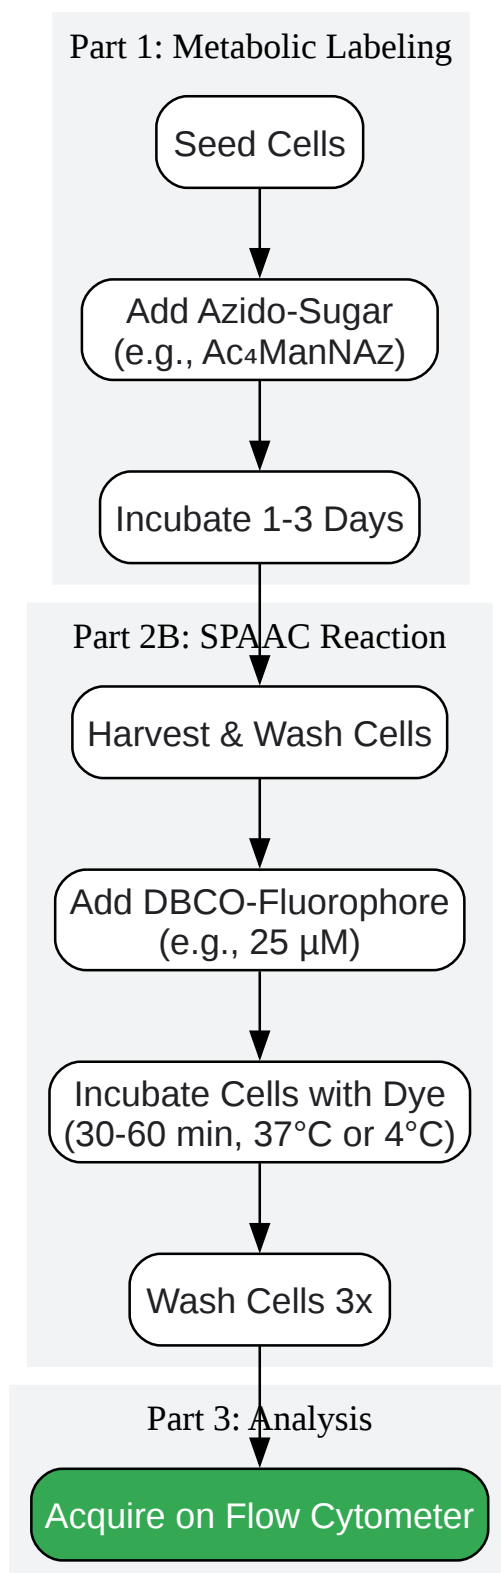 Part 1: Metabolic Labeling
Seed Cells
Add Azido-Sugar
(e.g., Ac₄ManNAz)
Incubate 1-3 Days
Part 2B: SPAAC Reaction
Harvest & Wash Cells
Add DBCO-Fluorophore
(e.g., 25 µM)
Incubate Cells with Dye
(30-60 min, 37°C or 4°C)
Wash Cells 3x
Part 3: Analysis
Acquire on Flow Cytometer